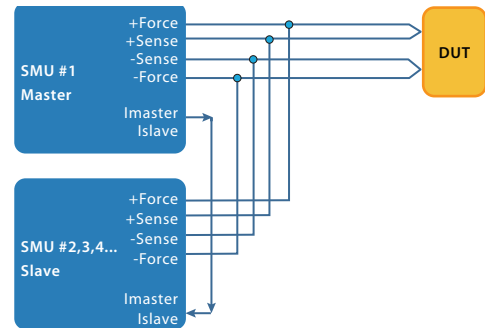 +Force
+Sense
-Sense
-Force
SMU #1
Master
Imaster
Islave
DUT
+Force
+Sense
-Sense
-Force
SMU #2,3,4...
Slave
Imaster
Islave